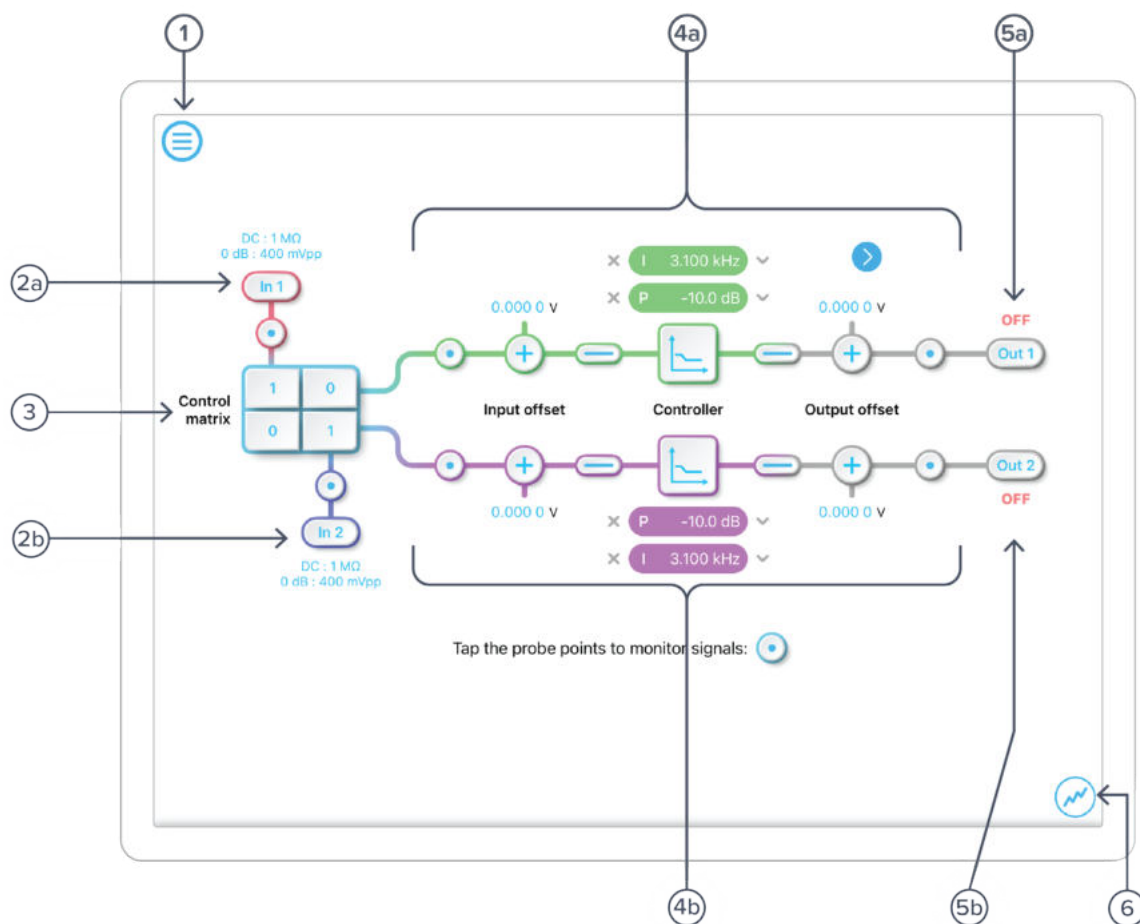 1
4a
5a
DC : 1 MΩ
0 dB : 400 mVpp
2a
In 1
I 3.100 kHz
P -10.0 dB
0.000 0 V
0.000 0 V
OFF
Out 1
3
Control
matrix
1 0
0 1
Input offset
Controller
Output offset
Out 2
OFF
0.000 0 V
0.000 0 V
P -10.0 dB
I 3.100 kHz
2b
In 2
DC : 1 MΩ
0 dB : 400 mVpp
Tap the probe points to monitor signals:
4b
5b
6